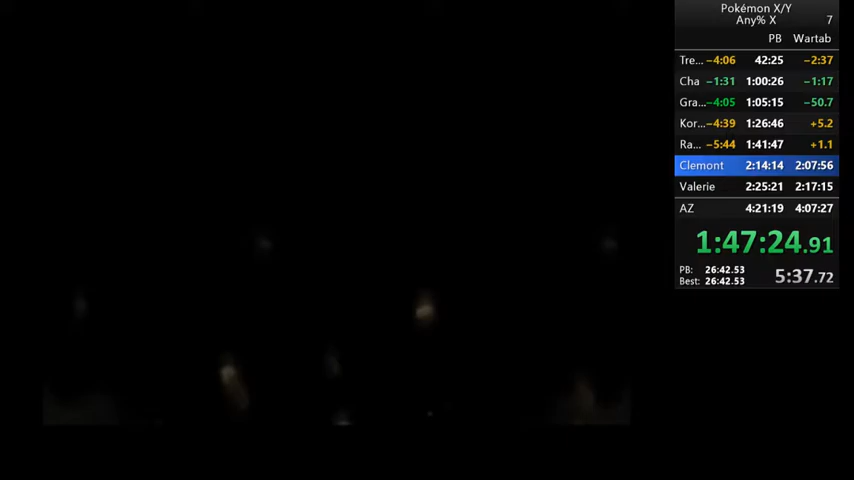 Pokémon X/Y
Any% X 7
PB Wartab
Tre... −4:06 42:25 −2:37
Cha −1:31 1:00:26 −1:17
Gra... −4:05 1:05:15 −50.7
Kor... −4:39 1:26:46 +5.2
Ra... −5:44 1:41:47 +1.1
Clemont 2:14:14 2:07:56
Valerie 2:25:21 2:17:15
AZ 4:21:19 4:07:27
1:47:24.91
PB: 26:42.53 5:37.72
Best: 26:42.53